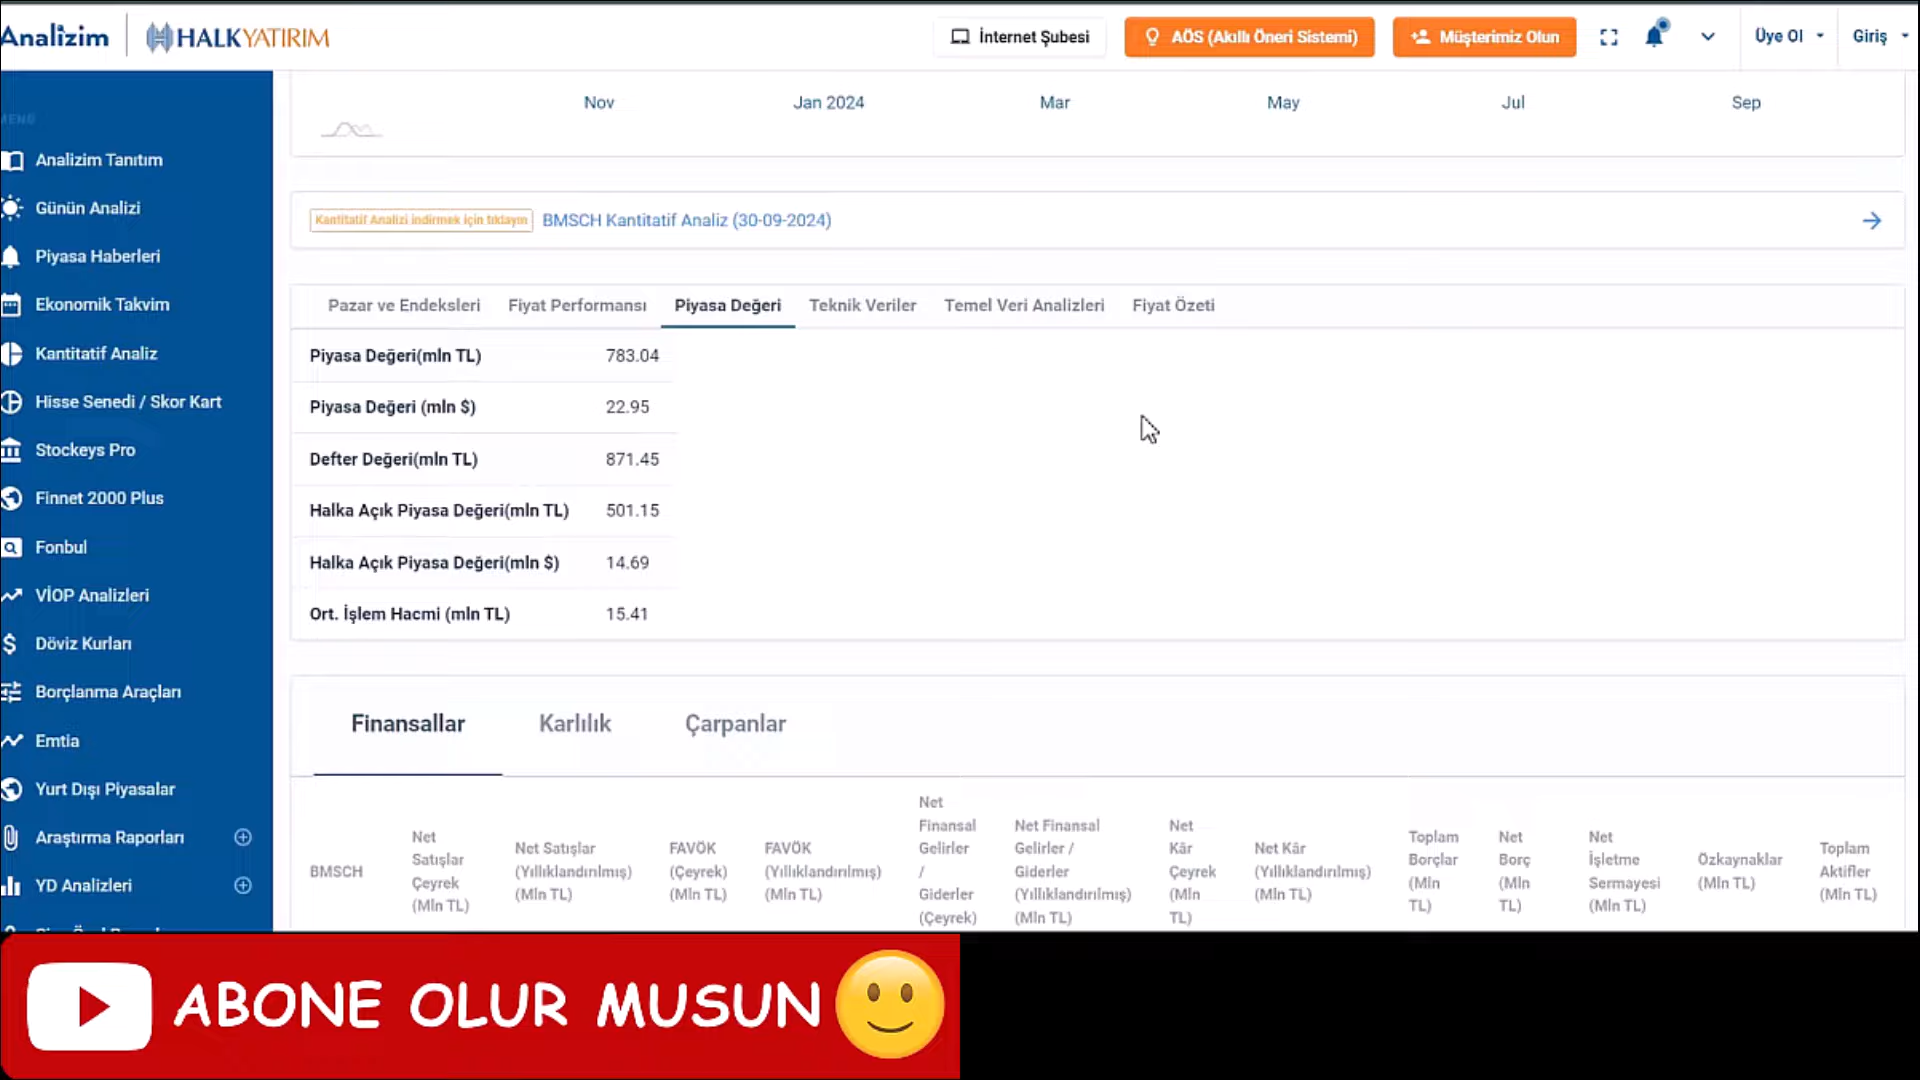 Analizim
HALKYATIRIM
İnternet Şubesi
AÖS (Akıllı Öneri Sistemi)
Müşterimiz Olun
Üye Ol
Giriş
MENÜ
Analizim Tanıtım
Günün Analizi
Piyasa Haberleri
Ekonomik Takvim
Kantitatif Analiz
Hisse Senedi / Skor Kart
Stockeys Pro
Finnet 2000 Plus
Fonbul
VİOP Analizleri
Döviz Kurları
Borçlanma Araçları
Emtia
Yurt Dışı Piyasalar
Araştırma Raporları
YD Analizleri
Nov Jan 2024 Mar May Jul Sep
Kantitatif Analizi indirmek için tıklayın BMSCH Kantitatif Analiz (30-09-2024)
Pazar ve Endeksleri Fiyat Performansı Piyasa Değeri Teknik Veriler Temel Veri Analizleri Fiyat Özeti
Piyasa Değeri(mln TL) 783.04
Piyasa Değeri (mln $) 22.95
Defter Değeri(mln TL) 871.45
Halka Açık Piyasa Değeri(mln TL) 501.15
Halka Açık Piyasa Değeri(mln $) 14.69
Ort. İşlem Hacmi (mln TL) 15.41
Finansallar Karlılık Çarpanlar
BMSCH
Net
Satışlar
Çeyrek
(Mln TL)
Net Satışlar
(Yıllıklandırılmış)
(Mln TL)
FAVÖK
(Çeyrek)
(Mln TL)
FAVÖK
(Yıllıklandırılmış)
(Mln TL)
Net
Finansal
Gelirler
/
Giderler
(Çeyrek)
Net Finansal
Gelirler /
Giderler
(Yıllıklandırılmış)
(Mln TL)
Net
Kâr
Çeyrek
(Mln
TL)
Net Kâr
(Yıllıklandırılmış)
(Mln TL)
Toplam
Borçlar
(Mln
TL)
Net
Borç
(Mln
TL)
Net
İşletme
Sermayesi
(Mln TL)
Özkaynaklar
(Mln TL)
Toplam
Aktifler
(Mln TL)
ABONE OLUR MUSUN